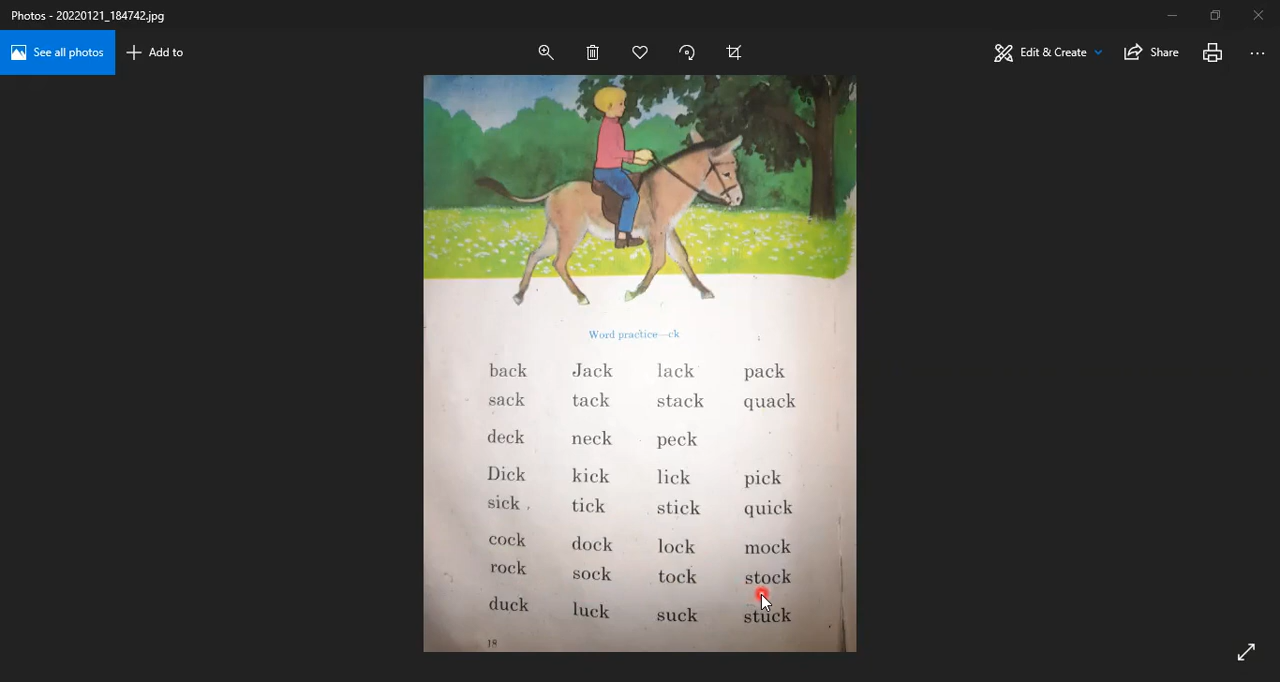 Photos - 20220121_184742.jpg
See all photos Add to Edit & Create Share
Word practice—ck
back Jack lack pack
sack tack stack quack
deck neck peck
Dick kick lick pick
sick tick stick quick
cock dock lock mock
rock sock tock stock
duck luck suck stuck
18